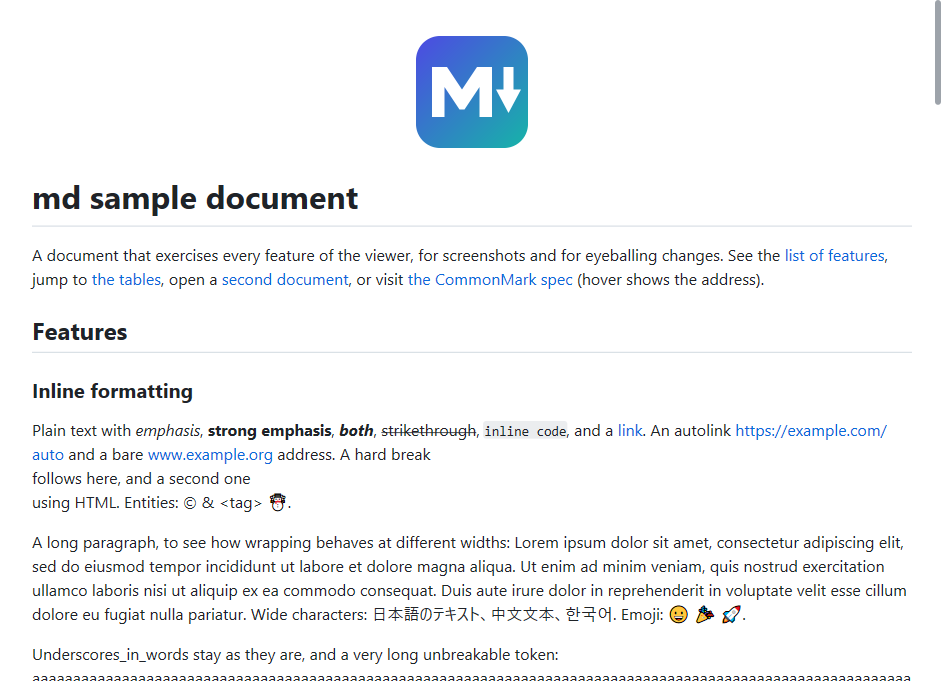 M
md sample document
A document that exercises every feature of the viewer, for screenshots and for eyeballing changes. See the list of features,
jump to the tables, open a second document, or visit the CommonMark spec (hover shows the address).
Features
Inline formatting
Plain text with emphasis, strong emphasis, both, strikethrough, inline code, and a link. An autolink https://example.com/
auto and a bare www.example.org address. A hard break
follows here, and a second one
using HTML. Entities: © & <tag> ☃.
A long paragraph, to see how wrapping behaves at different widths: Lorem ipsum dolor sit amet, consectetur adipiscing elit,
sed do eiusmod tempor incididunt ut labore et dolore magna aliqua. Ut enim ad minim veniam, quis nostrud exercitation
ullamco laboris nisi ut aliquip ex ea commodo consequat. Duis aute irure dolor in reprehenderit in voluptate velit esse cillum
dolore eu fugiat nulla pariatur. Wide characters: 日本語のテキスト、中文文本、한국어. Emoji: 😀 🎉 🚀.
Underscores_in_words stay as they are, and a very long unbreakable token: